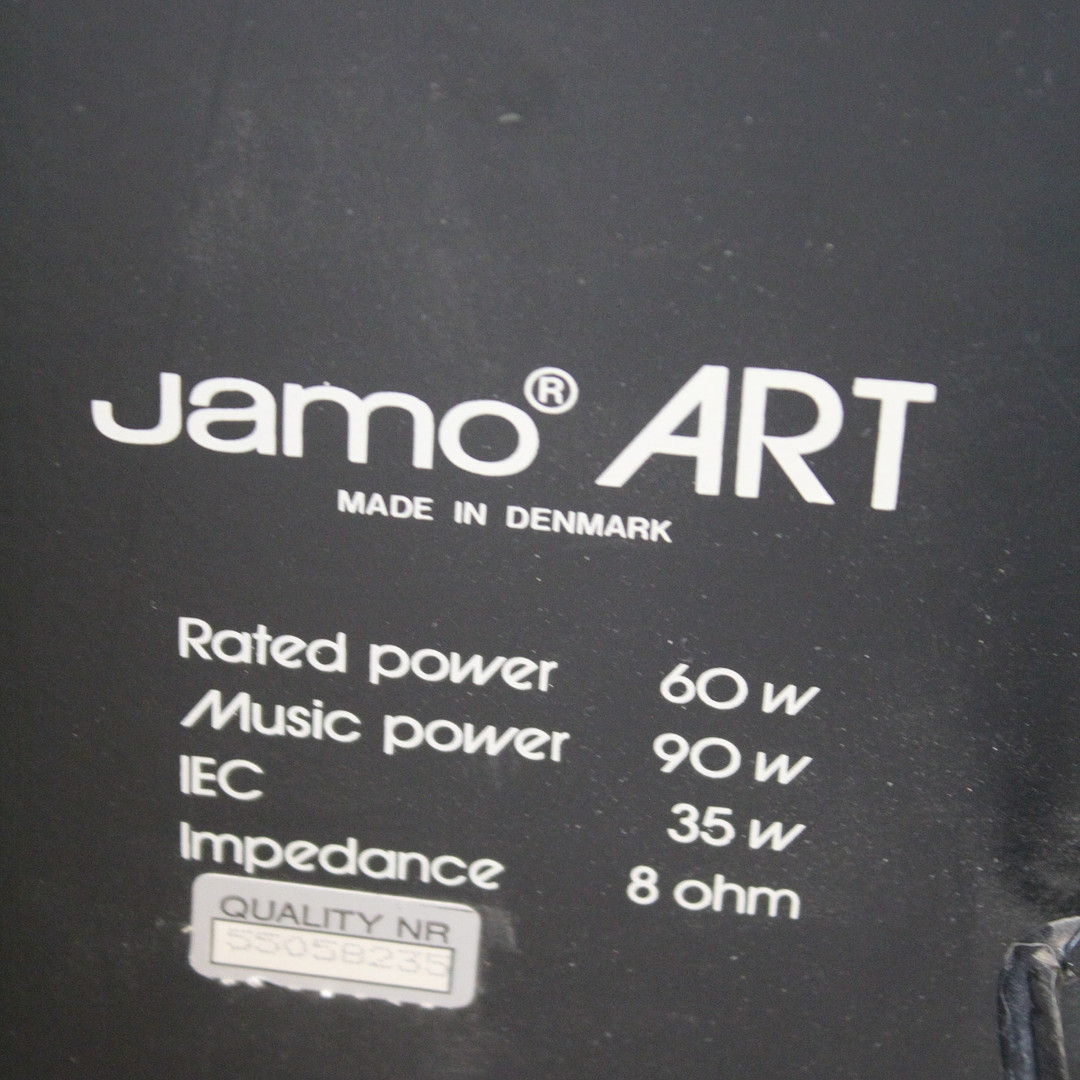 Jamo® ART
MADE IN DENMARK
Rated power 60 W
Music power 90 W
IEC 35 W
Impedance 8 ohm
QUALITY NR
55058235